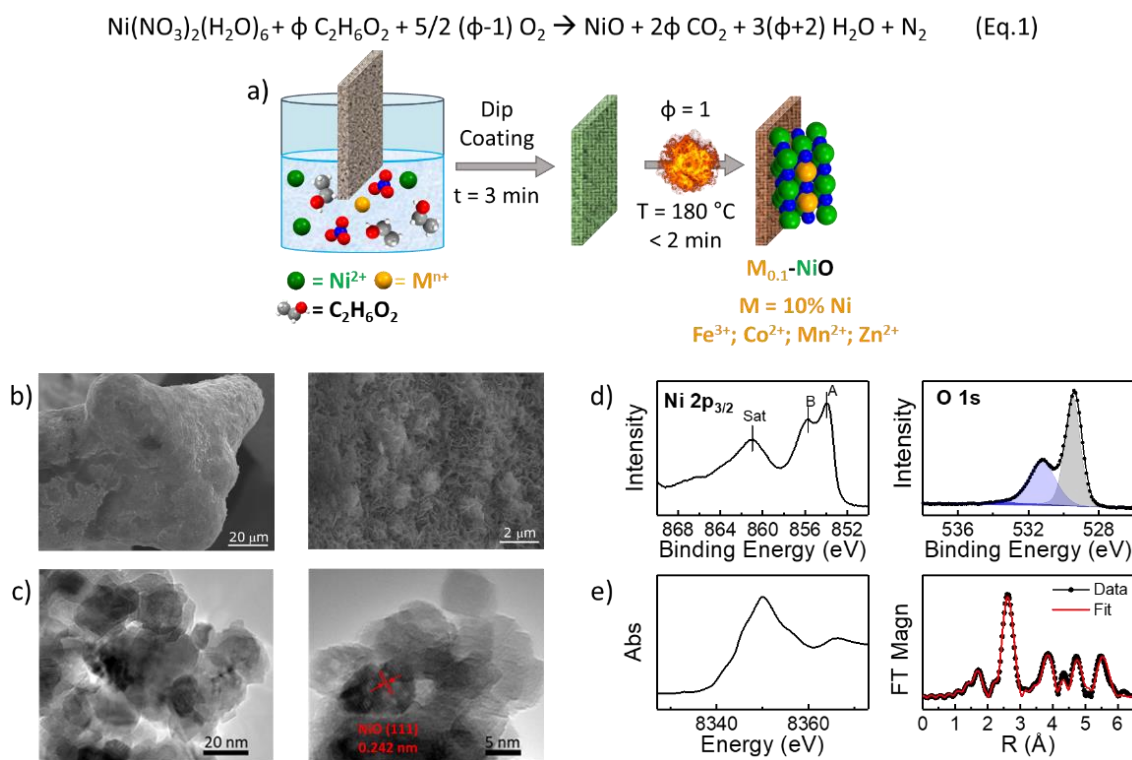 Ni(NO₃)₂(H₂O)₆ + ϕ C₂H₆O₂ + 5/2 (ϕ-1) O₂ → NiO + 2ϕ CO₂ + 3(ϕ+2) H₂O + N₂ (Eq.1)
a)
Dip
Coating
t = 3 min
ϕ = 1
T = 180 °C
< 2 min
= Ni²⁺ = Mⁿ⁺
= C₂H₆O₂
M₀.₁-NiO
M = 10% Ni
Fe³⁺; Co²⁺; Mn²⁺; Zn²⁺
b)
20 μm
2 μm
c)
20 nm
NiO (111)
0.242 nm
5 nm
d)
Ni 2p₃/₂
Sat
B
A
Intensity
868 864 860 856 852
Binding Energy (eV)
O 1s
Intensity
536 532 528
Binding Energy (eV)
e)
Abs
8340 8360
Energy (eV)
Data
Fit
FT Magn
0 1 2 3 4 5 6
R (Å)